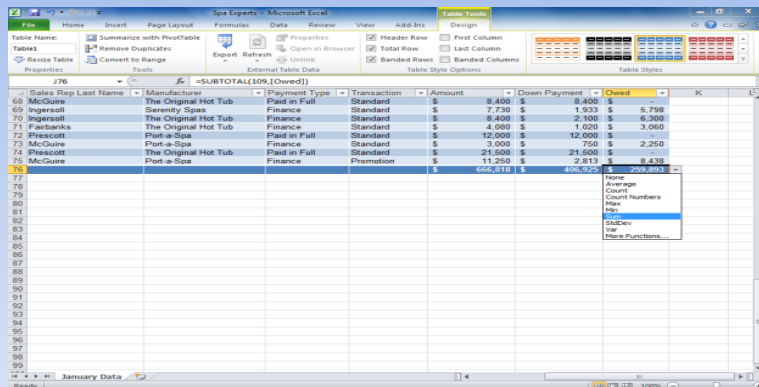 Spa Experts - Microsoft Excel
Table Tools
File Home Insert Page Layout Formulas Data Review View Add-Ins Design
Table Name: Summarize with PivotTable Properties Header Row First Column
Table1 Remove Duplicates Export Refresh Open in Browser Total Row Last Column
Resize Table Convert to Range Unlink Banded Rows Banded Columns
Properties Tools External Table Data Table Style Options Table Styles
J76 fx =SUBTOTAL(109,[Owed])
Sales Rep Last Name Manufacturer Payment Type Transaction Amount Down Payment Owed K L
68 McGuire The Original Hot Tub Paid in Full Standard $ 8,400 $ 8,400 $ -
69 Ingersoll Serenity Spas Finance Standard $ 7,730 $ 1,933 $ 5,798
70 Ingersoll The Original Hot Tub Finance Standard $ 8,400 $ 2,100 $ 6,300
71 Fairbanks The Original Hot Tub Finance Standard $ 4,080 $ 1,020 $ 3,060
72 Prescott Port-a-Spa Paid in Full Standard $ 12,000 $ 12,000 $ -
73 McGuire Port-a-Spa Finance Standard $ 3,000 $ 750 $ 2,250
74 Prescott The Original Hot Tub Paid in Full Standard $ 21,500 $ 21,500 $ -
75 McGuire Port-a-Spa Finance Promotion $ 11,250 $ 2,813 $ 8,438
76 $ 666,818 $ 406,925 $ 259,893
77
None
78
Average
79
Count
Count Numbers
80
Max
81
Min
82
Sum
StdDev
83
Var
84
More Functions...
85
86
87
88
89
90
91
92
93
94
95
96
97
98
99
January Data
Ready 100%